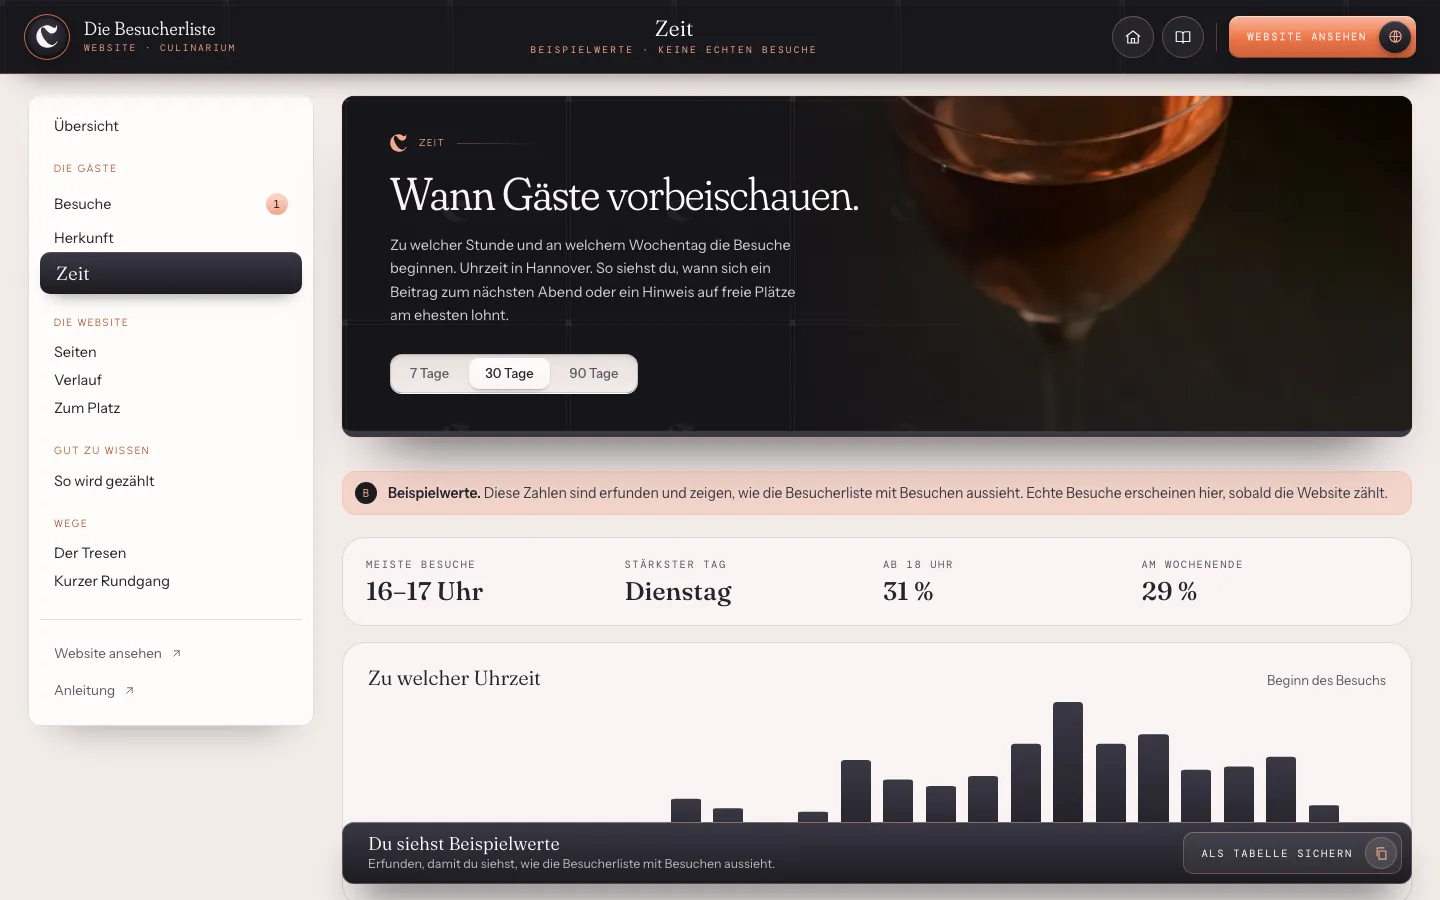 Die Besucherliste
WEBSITE · CULINARIUM
Zeit
BEISPIELWERTE · KEINE ECHTEN BESUCHE
WEBSITE ANSEHEN
Übersicht
DIE GÄSTE
Besuche
1
Herkunft
Zeit
DIE WEBSITE
Seiten
Verlauf
Zum Platz
GUT ZU WISSEN
So wird gezählt
WEGE
Der Tresen
Kurzer Rundgang
Website ansehen
Anleitung
ZEIT
Wann Gäste vorbeischauen.
Zu welcher Stunde und an welchem Wochentag die Besuche
beginnen. Uhrzeit in Hannover. So siehst du, wann sich ein
Beitrag zum nächsten Abend oder ein Hinweis auf freie Plätze
am ehesten lohnt.
7 Tage
30 Tage
90 Tage
B
Beispielwerte. Diese Zahlen sind erfunden und zeigen, wie die Besucherliste mit Besuchen aussieht. Echte Besuche erscheinen hier, sobald die Website zählt.
MEISTE BESUCHE
16–17 Uhr
STÄRKSTER TAG
Dienstag
AB 18 UHR
31 %
AM WOCHENENDE
29 %
Zu welcher Uhrzeit
Beginn des Besuchs
Du siehst Beispielwerte
Erfunden, damit du siehst, wie die Besucherliste mit Besuchen aussieht.
ALS TABELLE SICHERN